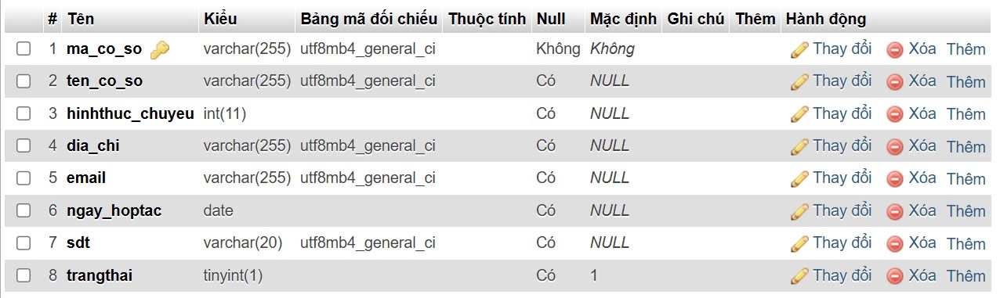 # Tên Kiểu Bảng mã đối chiếu Thuộc tính Null Mặc định Ghi chú Thêm Hành động
1 ma_co_so varchar(255) utf8mb4_general_ci Không Không Thay đổi Xóa Thêm
2 ten_co_so varchar(255) utf8mb4_general_ci Có NULL Thay đổi Xóa Thêm
3 hinhthuc_chuyeu int(11) Có NULL Thay đổi Xóa Thêm
4 dia_chi varchar(255) utf8mb4_general_ci Có NULL Thay đổi Xóa Thêm
5 email varchar(255) utf8mb4_general_ci Có NULL Thay đổi Xóa Thêm
6 ngay_hoptac date Có NULL Thay đổi Xóa Thêm
7 sdt varchar(20) utf8mb4_general_ci Có NULL Thay đổi Xóa Thêm
8 trangthai tinyint(1) Có 1 Thay đổi Xóa Thêm